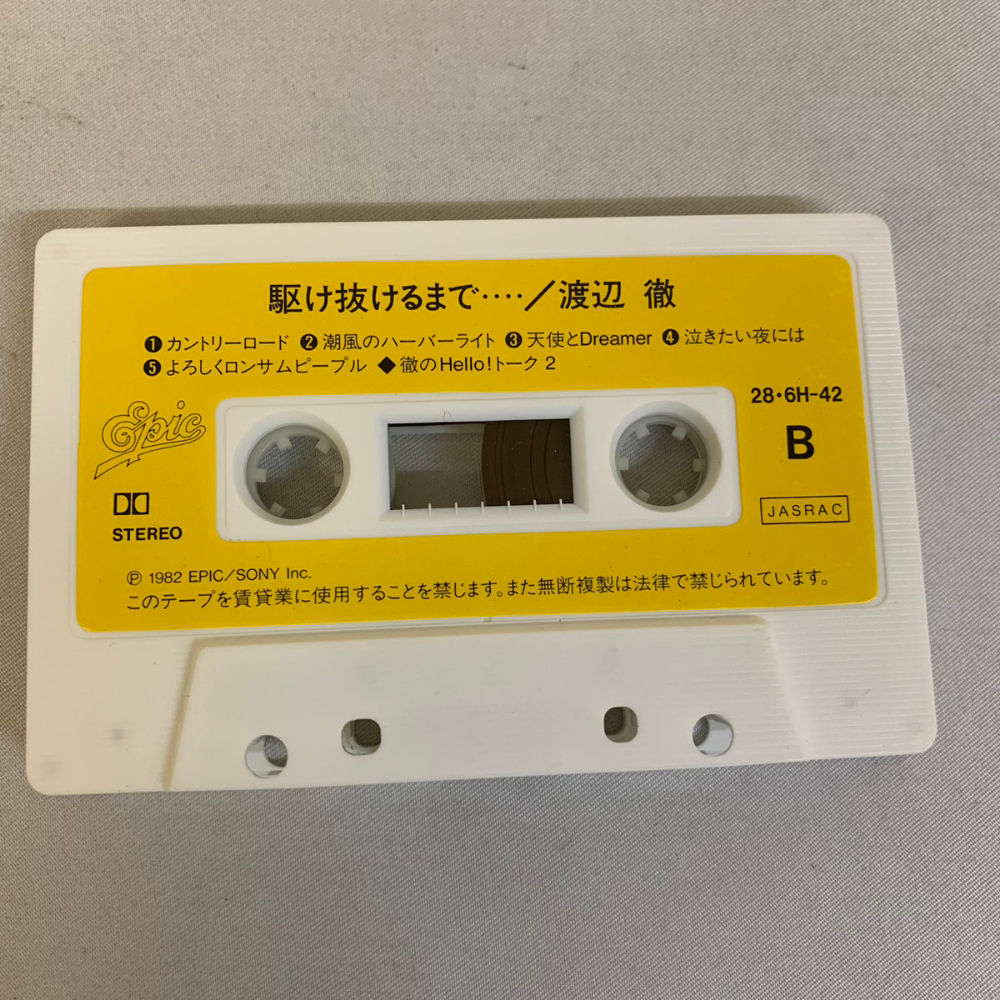 駆け抜けるまで‥‥／渡辺 徹
❶カントリーロード ❷潮風のハーバーライト ❸天使とDreamer ❹泣きたい夜には
❺よろしくロンサムピープル ◆徹のHello!トーク 2
Epic
28・6H-42
B
STEREO
JASRAC
Ⓟ 1982 EPIC／SONY Inc.
このテープを賃貸業に使用することを禁じます。また無断複製は法律で禁じられています。